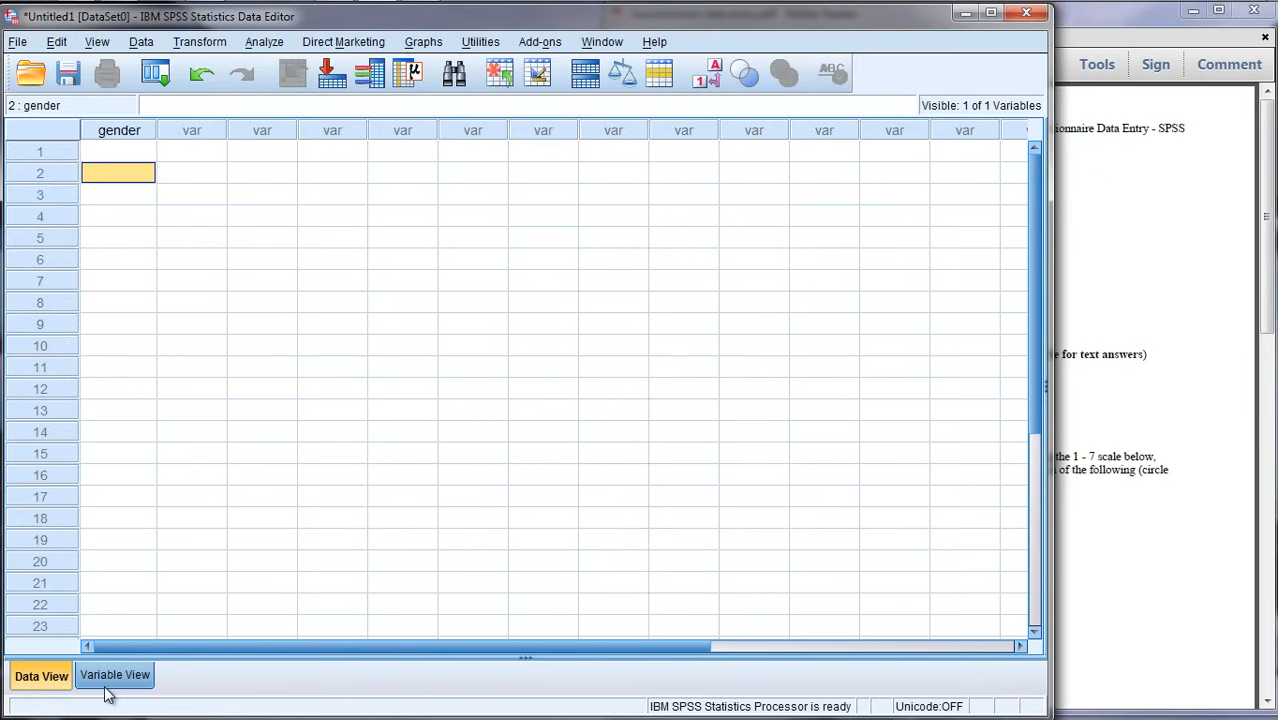 *Untitled1 [DataSet0] - IBM SPSS Statistics Data Editor
File Edit View Data Transform Analyze Direct Marketing Graphs Utilities Add-ons Window Help
Tools Sign Comment
A
ABC
2 : gender
Visible: 1 of 1 Variables
gender var var var var var var var var var var var var
1
2
3
4
5
6
7
8
9
10
11
12
13
14
15
16
17
18
19
20
21
22
23
ionnaire Data Entry - SPSS
e for text answers)
the 1 - 7 scale below,
of the following (circle
Data View Variable View
IBM SPSS Statistics Processor is ready
Unicode:OFF